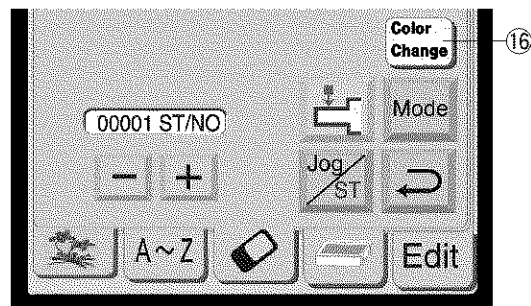 Color
Change
⑯
00001 ST/NO
Mode
− +
Jog
ST
A~Z
Edit